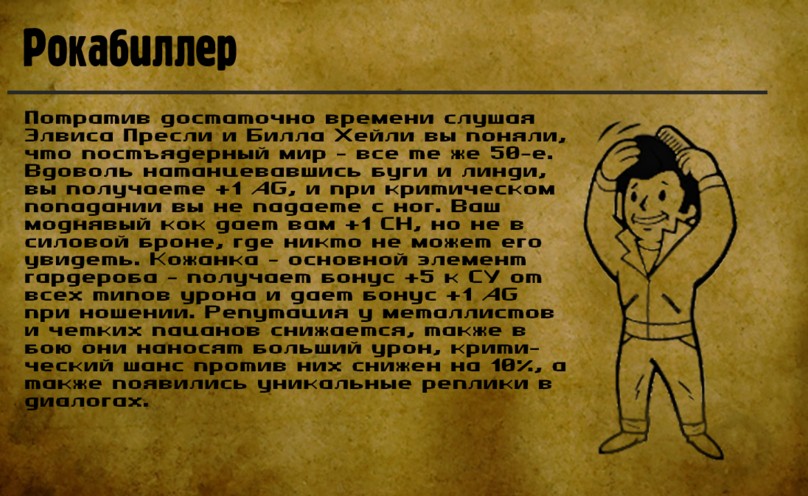 Рокабиллер
Потратив достаточно времени слушая
Элвиса Пресли и Билла Хейли вы поняли,
что постъядерный мир - все те же 50-е.
Вдоволь натанцевавшись буги и линди,
вы получаете +1 AG, и при критическом
попадании вы не падаете с ног. Ваш
моднявый кок дает вам +1 CH, но не в
силовой броне, где никто не может его
увидеть. Кожанка - основной элемент
гардероба - получает бонус +5 к СУ от
всех типов урона и дает бонус +1 AG
при ношении. Репутация у металлистов
и четких пацанов снижается, также в
бою они наносят больший урон, крити-
ческий шанс против них снижен на 10%, а
также появились уникальные реплики в
диалогах.